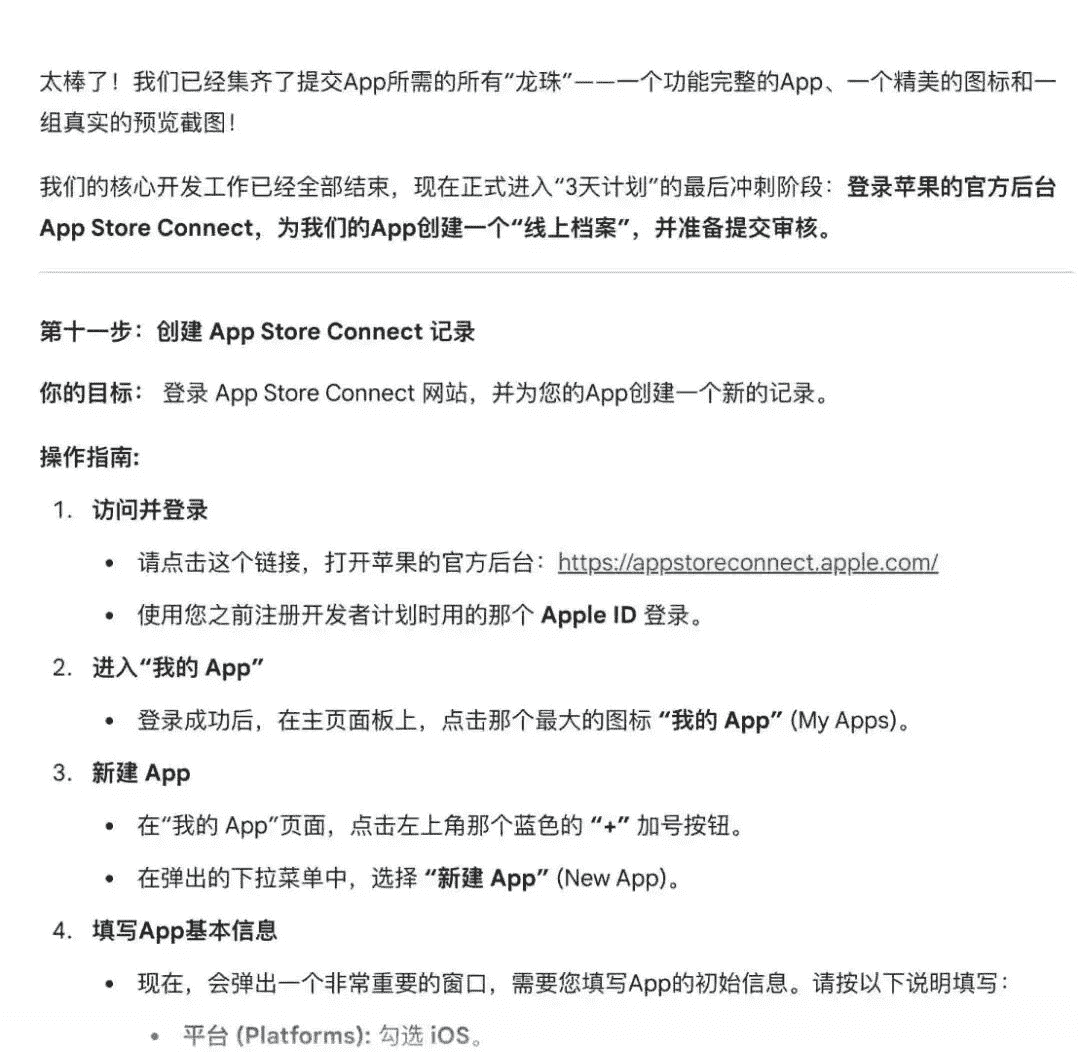 太棒了！我们已经集齐了提交App所需的所有“龙珠”——一个功能完整的App、一个精美的图标和一
组真实的预览截图！
我们的核心开发工作已经全部结束，现在正式进入“3天计划”的最后冲刺阶段：登录苹果的官方后台
App Store Connect，为我们的App创建一个“线上档案”，并准备提交审核。
第十一步：创建 App Store Connect 记录
你的目标： 登录 App Store Connect 网站，并为您的App创建一个新的记录。
操作指南:
1. 访问并登录
• 请点击这个链接，打开苹果的官方后台：https://appstoreconnect.apple.com/
• 使用您之前注册开发者计划时用的那个 Apple ID 登录。
2. 进入“我的 App”
• 登录成功后，在主页面板上，点击那个最大的图标 “我的 App” (My Apps)。
3. 新建 App
• 在“我的 App”页面，点击左上角那个蓝色的 “+” 加号按钮。
• 在弹出的下拉菜单中，选择 “新建 App” (New App)。
4. 填写App基本信息
• 现在，会弹出一个非常重要的窗口，需要您填写App的初始信息。请按以下说明填写：
• 平台 (Platforms): 勾选 iOS。